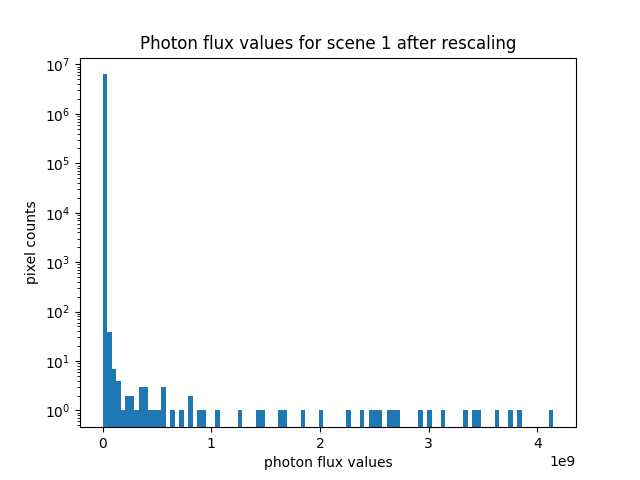 Photon flux values for scene 1 after rescaling
10⁷
10⁶
10⁵
10⁴
10³
10²
10¹
10⁰
pixel counts
0 1 2 3 4
1e9
photon flux values